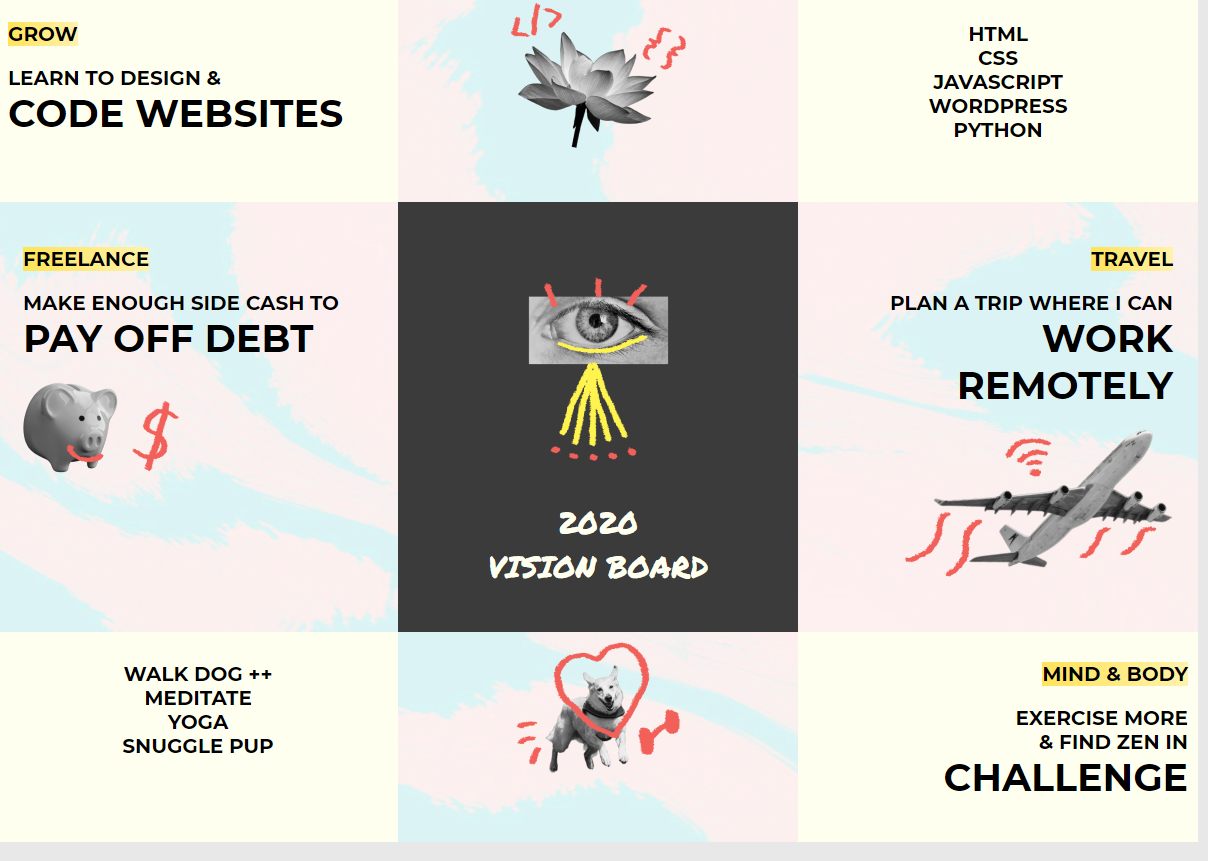 GROW
LEARN TO DESIGN &
CODE WEBSITES
</>
{}
HTML
CSS
JAVASCRIPT
WORDPRESS
PYTHON
FREELANCE
MAKE ENOUGH SIDE CASH TO
PAY OFF DEBT
$
2020
VISION BOARD
TRAVEL
PLAN A TRIP WHERE I CAN
WORK
REMOTELY
WALK DOG ++
MEDITATE
YOGA
SNUGGLE PUP
MIND & BODY
EXERCISE MORE
& FIND ZEN IN
CHALLENGE